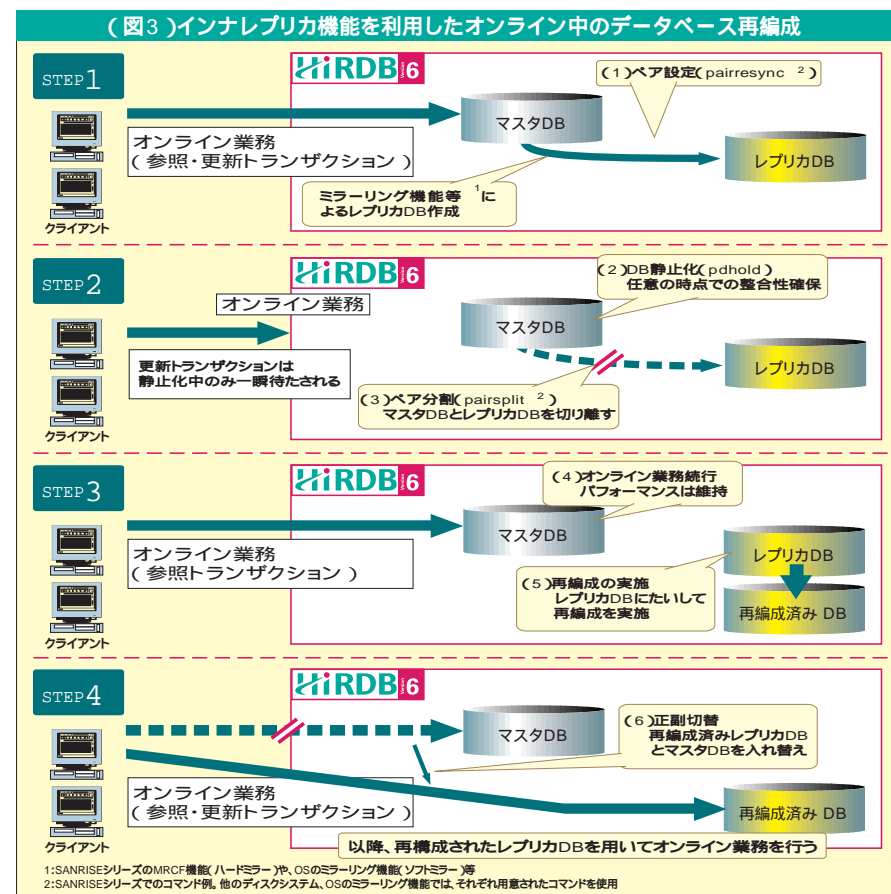 (図3)インナレプリカ機能を利用したオンライン中のデータベース再編成
STEP1
HiRDB Version 6
(1)ペア設定(pairresync 2)
マスタDB
オンライン業務
(参照・更新トランザクション)
レプリカDB
ミラーリング機能等 1に
よるレプリカDB作成
クライアント
STEP2
HiRDB Version 6
(2)DB静止化(pdhold)
任意の時点での整合性確保
オンライン業務
マスタDB
更新トランザクションは
静止化中のみ一瞬待たされる
レプリカDB
(3)ペア分割(pairsplit 2)
マスタDBとレプリカDBを切り離す
クライアント
STEP3
HiRDB Version 6
(4)オンライン業務続行
パフォーマンスは維持
マスタDB
オンライン業務
(参照トランザクション)
レプリカDB
(5)再編成の実施
レプリカDBにたいして
再編成を実施
再編成済み DB
クライアント
STEP4
HiRDB Version 6
マスタDB
(6)正副切替
再編成済みレプリカDB
とマスタDBを入れ替え
オンライン業務
(参照・更新トランザクション)
再編成済み DB
クライアント
以降、再構成されたレプリカDBを用いてオンライン業務を行う
1:SANRISEシリーズのMRCF機能(ハードミラー)や、OSのミラーリング機能(ソフトミラー)等
2:SANRISEシリーズでのコマンド例。他のディスクシステム、OSのミラーリング機能では、それぞれ用意されたコマンドを使用